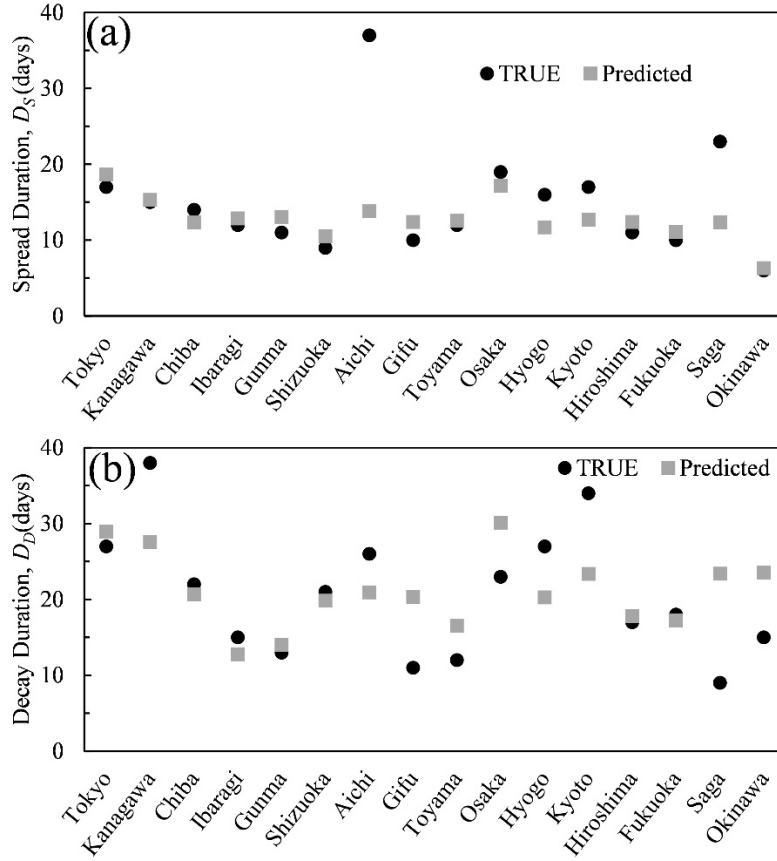 (a)
TRUE Predicted
Spread Duration, D_S(days)
40
30
20
10
0
Tokyo
Kanagawa
Chiba
Ibaragi
Gunma
Shizuoka
Aichi
Gifu
Toyama
Osaka
Hyogo
Kyoto
Hiroshima
Fukuoka
Saga
Okinawa
(b)
TRUE Predicted
Decay Duration, D_D(days)
40
30
20
10
0
Tokyo
Kanagawa
Chiba
Ibaragi
Gunma
Shizuoka
Aichi
Gifu
Toyama
Osaka
Hyogo
Kyoto
Hiroshima
Fukuoka
Saga
Okinawa